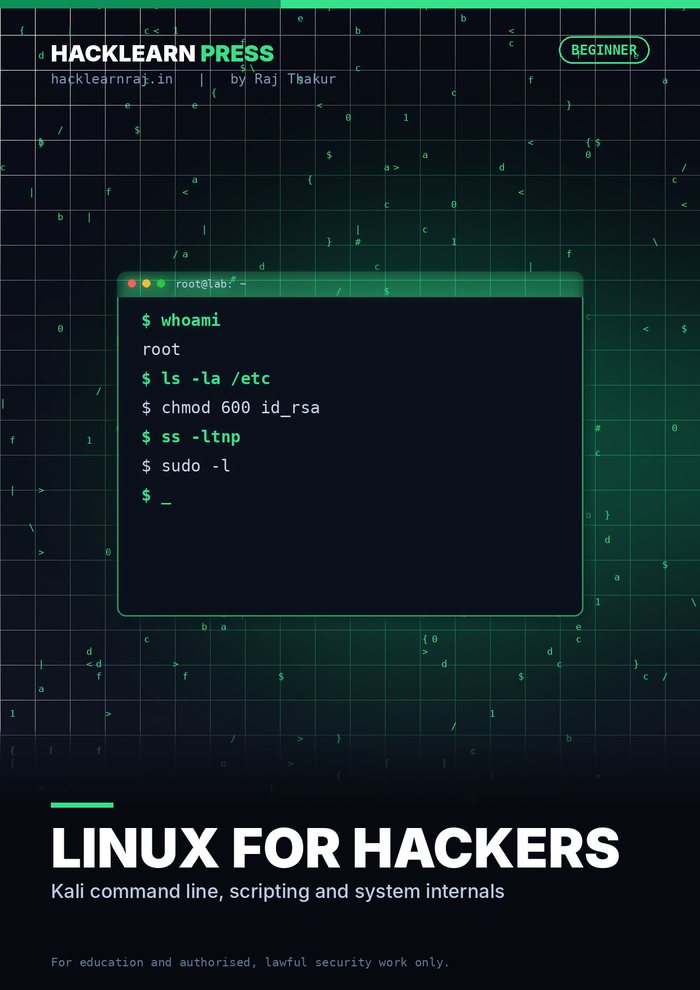 HACKLEARN PRESS
BEGINNER
hacklearnraj.in | by Raj Thakur
root@lab: ~
$ whoami
root
$ ls -la /etc
$ chmod 600 id_rsa
$ ss -ltnp
$ sudo -l
$ _
LINUX FOR HACKERS
Kali command line, scripting and system internals
For education and authorised, lawful security work only.